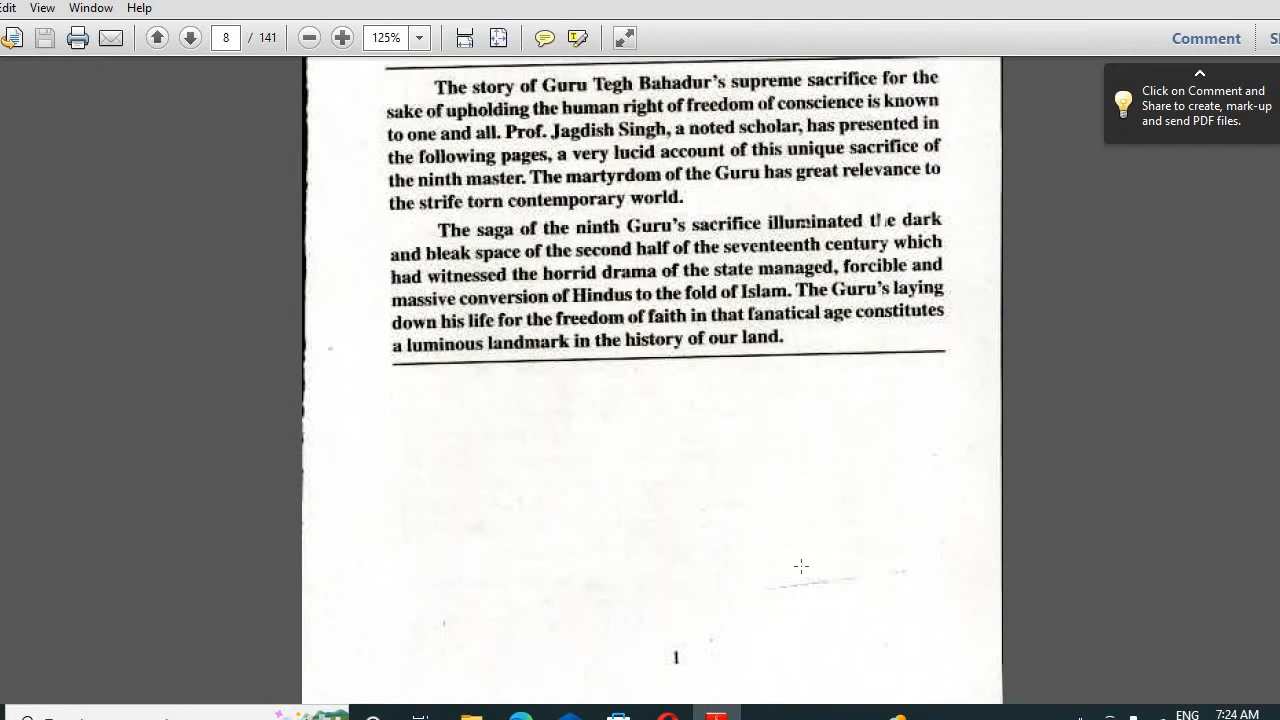 Edit View Window Help
8 / 141 125% Comment
Click on Comment and
Share to create, mark-up
and send PDF files.
The story of Guru Tegh Bahadur's supreme sacrifice for the
sake of upholding the human right of freedom of conscience is known
to one and all. Prof. Jagdish Singh, a noted scholar, has presented in
the following pages, a very lucid account of this unique sacrifice of
the ninth master. The martyrdom of the Guru has great relevance to
the strife torn contemporary world.
The saga of the ninth Guru's sacrifice illuminated the dark
and bleak space of the second half of the seventeenth century which
had witnessed the horrid drama of the state managed, forcible and
massive conversion of Hindus to the fold of Islam. The Guru's laying
down his life for the freedom of faith in that fanatical age constitutes
a luminous landmark in the history of our land.
1
ENG 7:24 AM